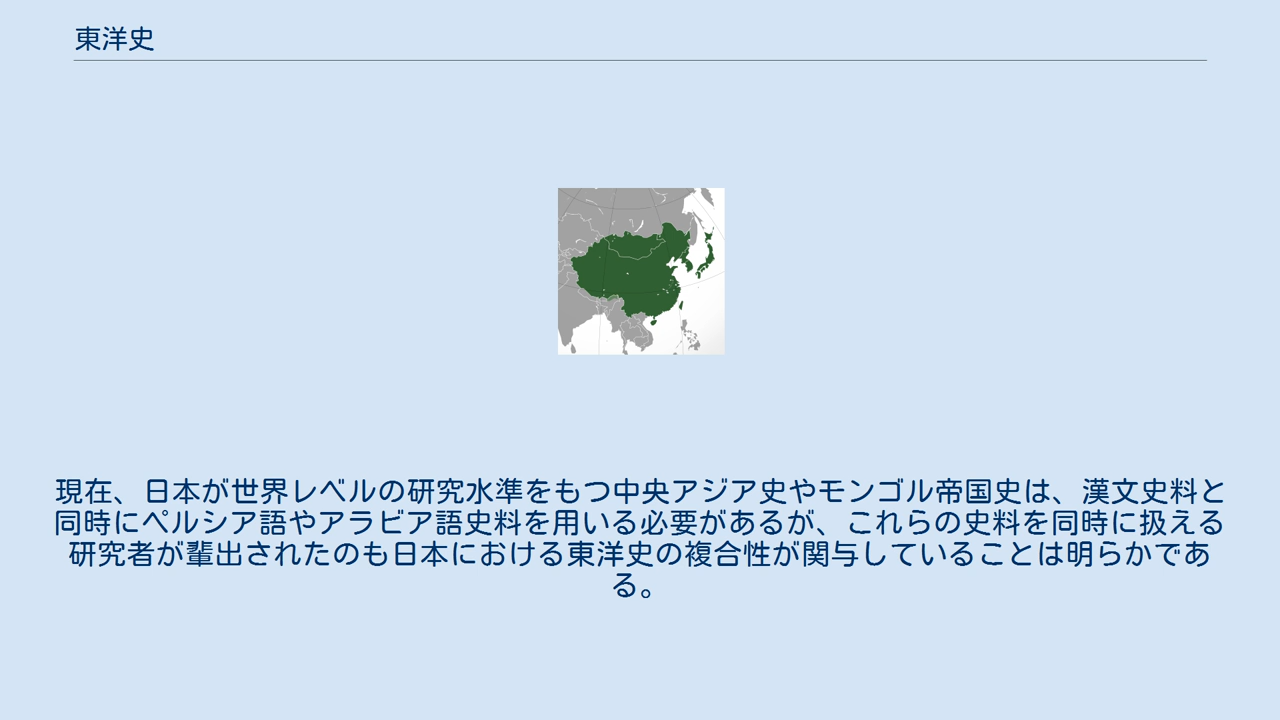 東洋史
現在、日本が世界レベルの研究水準をもつ中央アジア史やモンゴル帝国史は、漢文史料と
同時にペルシア語やアラビア語史料を用いる必要があるが、これらの史料を同時に扱える
研究者が輩出されたのも日本における東洋史の複合性が関与していることは明らかであ
る。